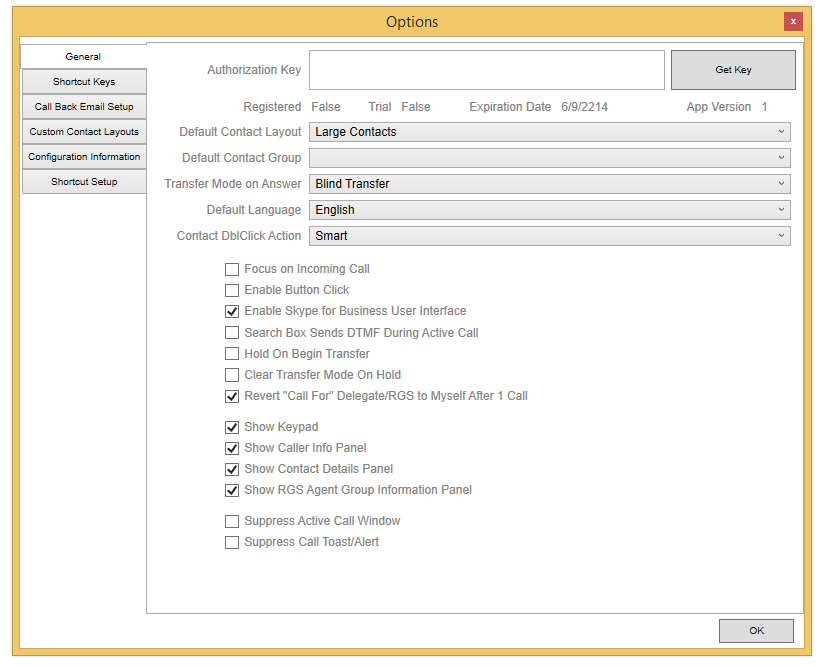 Options
x
General
Shortcut Keys
Call Back Email Setup
Custom Contact Layouts
Configuration Information
Shortcut Setup
Authorization Key
Get Key
Registered False Trial False Expiration Date 6/9/2214 App Version 1
Default Contact Layout Large Contacts
Default Contact Group
Transfer Mode on Answer Blind Transfer
Default Language English
Contact DblClick Action Smart
Focus on Incoming Call
Enable Button Click
Enable Skype for Business User Interface
Search Box Sends DTMF During Active Call
Hold On Begin Transfer
Clear Transfer Mode On Hold
Revert "Call For" Delegate/RGS to Myself After 1 Call
Show Keypad
Show Caller Info Panel
Show Contact Details Panel
Show RGS Agent Group Information Panel
Suppress Active Call Window
Suppress Call Toast/Alert
OK